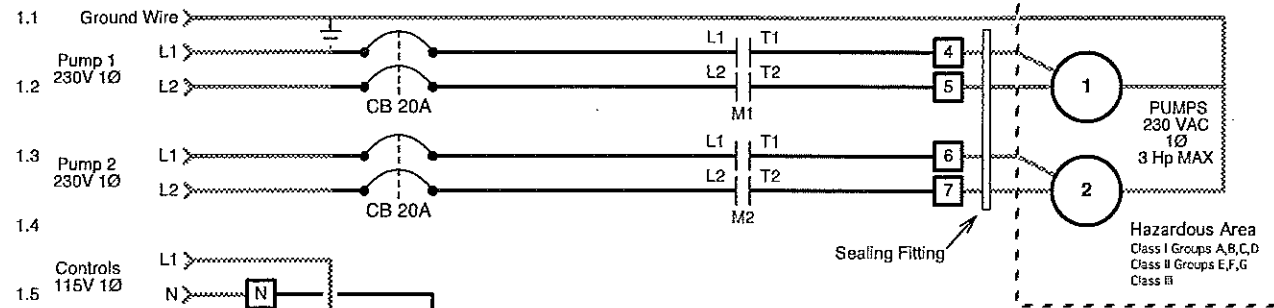 1.1 Ground Wire
Pump 1
230V 1Ø
L1
L1 T1
4
1.2
L2
CB 20A
L2 T2
M1
5
1
PUMPS
230 VAC
1Ø
3 Hp MAX
1.3
Pump 2
230V 1Ø
L1
L1 T1
6
L2
CB 20A
L2 T2
M2
7
2
1.4
Sealing Fitting
Hazardous Area
Class I Groups A,B,C,D
Class II Groups E,F,G
Class III
Controls
115V 1Ø
L1
1.5
N
N